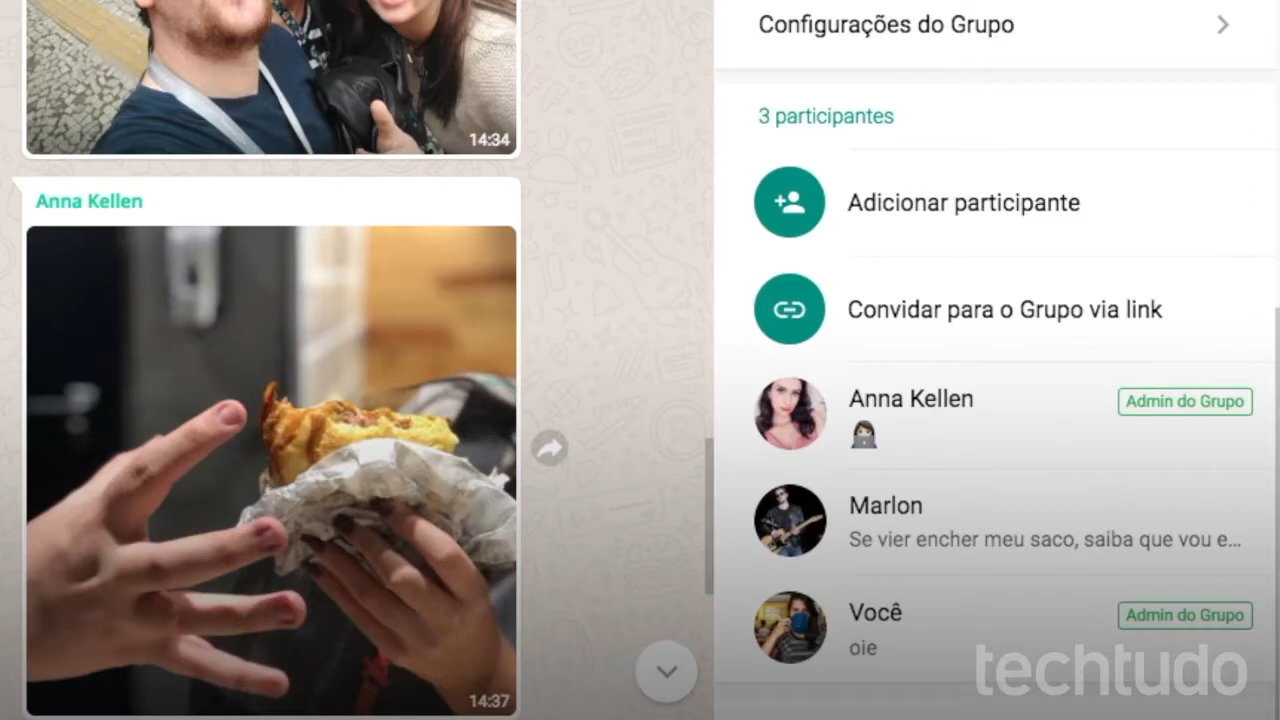 14:34
Anna Kellen
14:37
Configurações do Grupo
3 participantes
Adicionar participante
Convidar para o Grupo via link
Anna Kellen
Admin do Grupo
Marlon
Se vier encher meu saco, saiba que vou e...
Você
Admin do Grupo
oie
techtudo